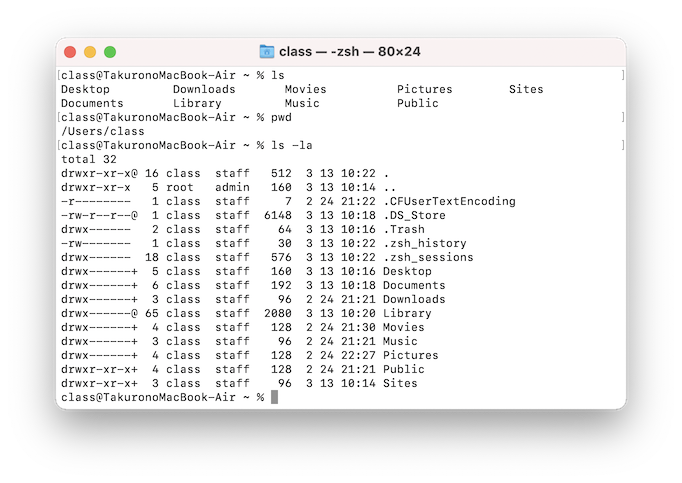 class — -zsh — 80×24
[class@TakuronoMacBook-Air ~ % ls ]
Desktop Downloads Movies Pictures Sites
Documents Library Music Public
[class@TakuronoMacBook-Air ~ % pwd ]
/Users/class
[class@TakuronoMacBook-Air ~ % ls -la ]
total 32
drwxr-xr-x@ 16 class staff 512 3 13 10:22 .
drwxr-xr-x 5 root admin 160 3 13 10:14 ..
-r-------- 1 class staff 7 2 24 21:22 .CFUserTextEncoding
-rw-r--r--@ 1 class staff 6148 3 13 10:18 .DS_Store
drwx------ 2 class staff 64 3 13 10:16 .Trash
-rw------- 1 class staff 30 3 13 10:22 .zsh_history
drwx------ 18 class staff 576 3 13 10:22 .zsh_sessions
drwx------+ 5 class staff 160 3 13 10:16 Desktop
drwx------+ 6 class staff 192 3 13 10:18 Documents
drwx------+ 3 class staff 96 2 24 21:21 Downloads
drwx------@ 65 class staff 2080 3 13 10:20 Library
drwx------+ 4 class staff 128 2 24 21:30 Movies
drwx------+ 3 class staff 96 2 24 21:21 Music
drwx------+ 4 class staff 128 2 24 22:27 Pictures
drwxr-xr-x+ 4 class staff 128 2 24 21:21 Public
drwxr-xr-x+ 3 class staff 96 3 13 10:14 Sites
class@TakuronoMacBook-Air ~ %